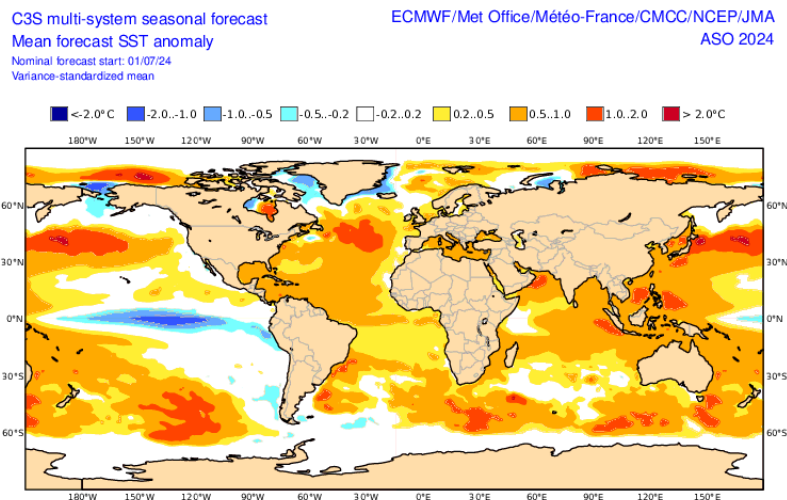 C3S multi-system seasonal forecast
ECMWF/Met Office/Météo-France/CMCC/NCEP/JMA
Mean forecast SST anomaly
ASO 2024
Nominal forecast start: 01/07/24
Variance-standardized mean
<-2.0°C -2.0..-1.0 -1.0..-0.5 -0.5..-0.2 -0.2..0.2 0.2..0.5 0.5..1.0 1.0..2.0 > 2.0°C
180°W 150°W 120°W 90°W 60°W 30°W 0°E 30°E 60°E 90°E 120°E 150°E
60°N 60°N
30°N 30°N
0°N 0°N
30°S 30°S
60°S 60°S
180°W 150°W 120°W 90°W 60°W 30°W 0°E 30°E 60°E 90°E 120°E 150°E